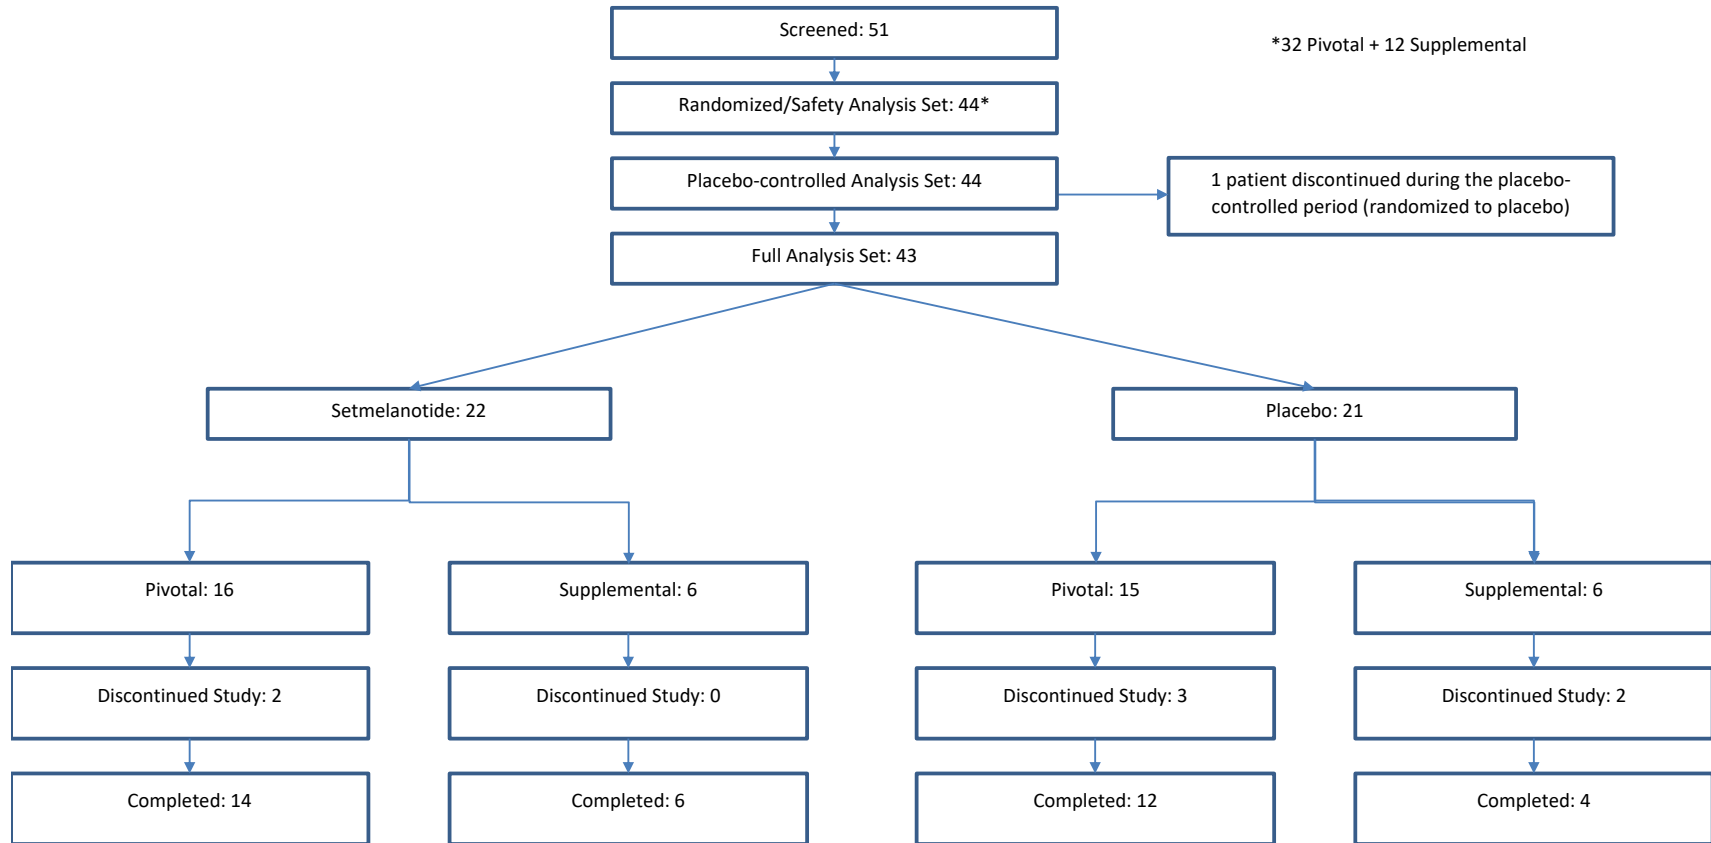 Screened: 51
*32 Pivotal + 12 Supplemental
Randomized/Safety Analysis Set: 44*
Placebo-controlled Analysis Set: 44
1 patient discontinued during the placebo-
controlled period (randomized to placebo)
Full Analysis Set: 43
Setmelanotide: 22
Placebo: 21
Pivotal: 16
Supplemental: 6
Pivotal: 15
Supplemental: 6
Discontinued Study: 2
Discontinued Study: 0
Discontinued Study: 3
Discontinued Study: 2
Completed: 14
Completed: 6
Completed: 12
Completed: 4